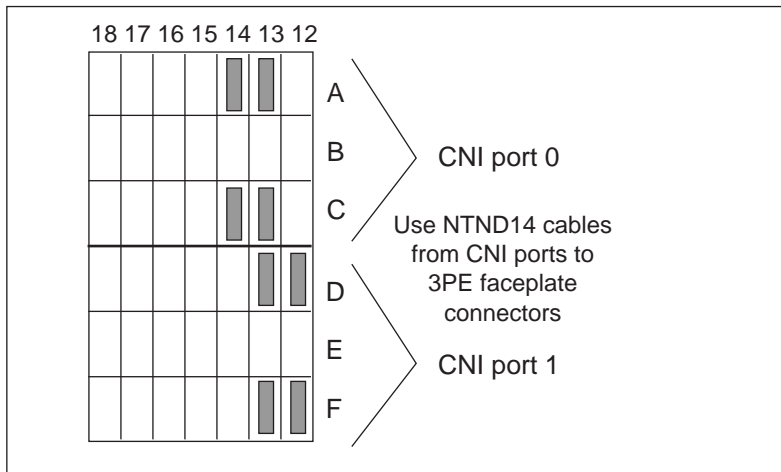 18 17 16 15 14 13 12
A
B
CNI port 0
C
Use NTND14 cables
from CNI ports to
3PE faceplate
connectors
D
E
CNI port 1
F